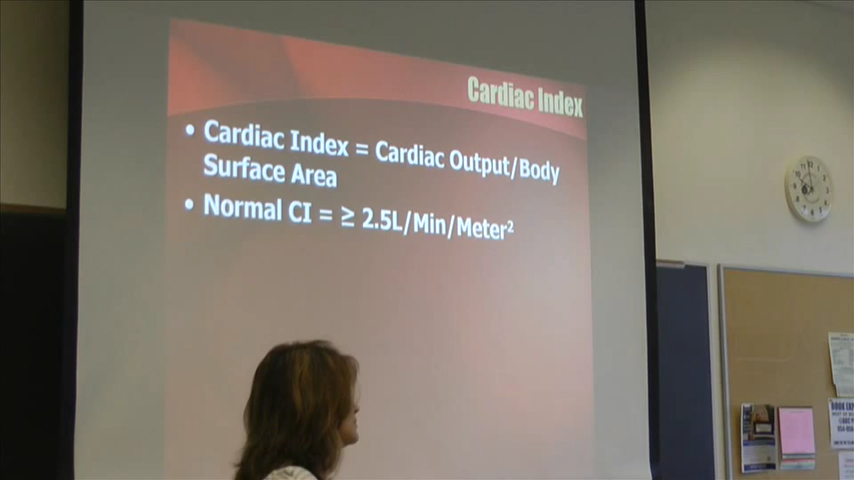 Cardiac Index
• Cardiac Index = Cardiac Output/Body
Surface Area
• Normal CI = ≥ 2.5L/Min/Meter²